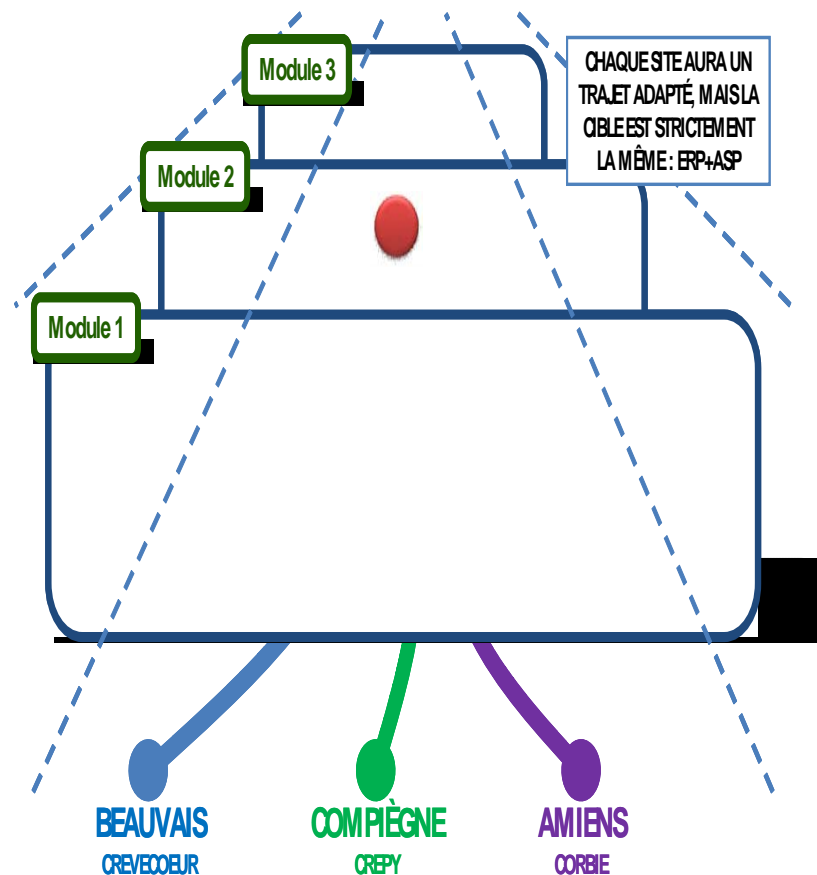 Module 3
CHAQUE SITE AURA UN
TRAJET ADAPTÉ, MAIS LA
CIBLE EST STRICTEMENT
LA MÊME : ERP+ASP
Module 2
Module 1
BEAUVAIS
CREVECOEUR
COMPIÈGNE
CREPY
AMIENS
CORBIE